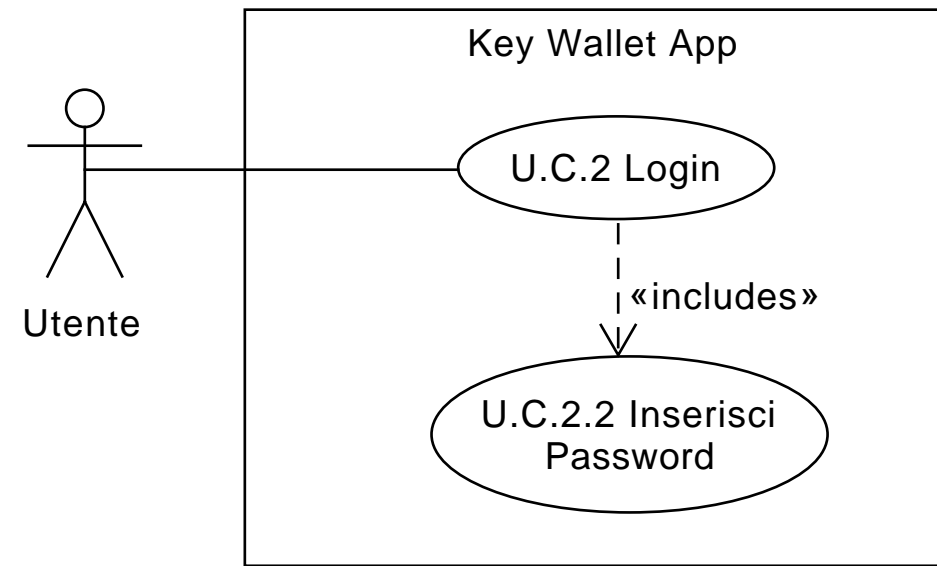 Key Wallet App
U.C.2 Login
«includes»
Utente
U.C.2.2 Inserisci
Password